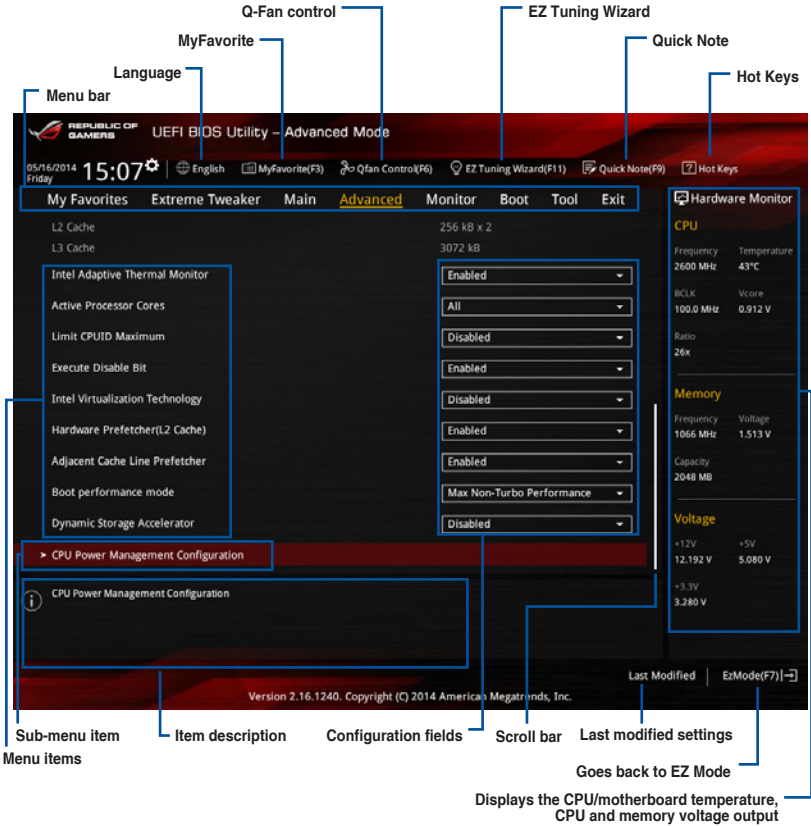 Q-Fan control
EZ Tuning Wizard
MyFavorite
Quick Note
Language
Hot Keys
Menu bar
REPUBLIC OF
GAMERS
UEFI BIOS Utility – Advanced Mode
05/16/2014
Friday
15:07
English
MyFavorite(F3)
Qfan Control(F6)
EZ Tuning Wizard(F11)
Quick Note(F9)
? Hot Keys
My Favorites Extreme Tweaker Main Advanced Monitor Boot Tool Exit
Hardware Monitor
L2 Cache 256 kB x 2
L3 Cache 3072 kB
Intel Adaptive Thermal Monitor Enabled
Active Processor Cores All
Limit CPUID Maximum Disabled
Execute Disable Bit Enabled
Intel Virtualization Technology Disabled
Hardware Prefetcher(L2 Cache) Enabled
Adjacent Cache Line Prefetcher Enabled
Boot performance mode Max Non-Turbo Performance
Dynamic Storage Accelerator Disabled
> CPU Power Management Configuration
i CPU Power Management Configuration
CPU
Frequency Temperature
2600 MHz 43°C
BCLK Vcore
100.0 MHz 0.912 V
Ratio
26x
Memory
Frequency Voltage
1066 MHz 1.513 V
Capacity
2048 MB
Voltage
+12V +5V
12.192 V 5.080 V
+3.3V
3.280 V
Last Modified
EzMode(F7)
Version 2.16.1240. Copyright (C) 2014 American Megatrends, Inc.
Sub-menu item
Item description
Configuration fields
Scroll bar
Last modified settings
Menu items
Goes back to EZ Mode
Displays the CPU/motherboard temperature,
CPU and memory voltage output